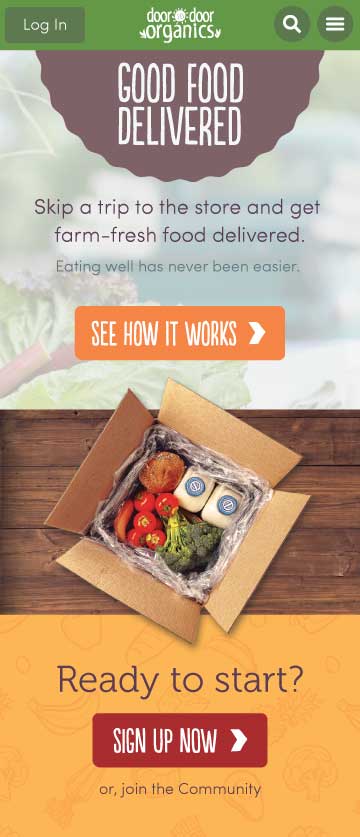 Log In
door to door
organics
GOOD FOOD
DELIVERED
Skip a trip to the store and get
farm-fresh food delivered.
Eating well has never been easier.
SEE HOW IT WORKS
Ready to start?
SIGN UP NOW
or, join the Community